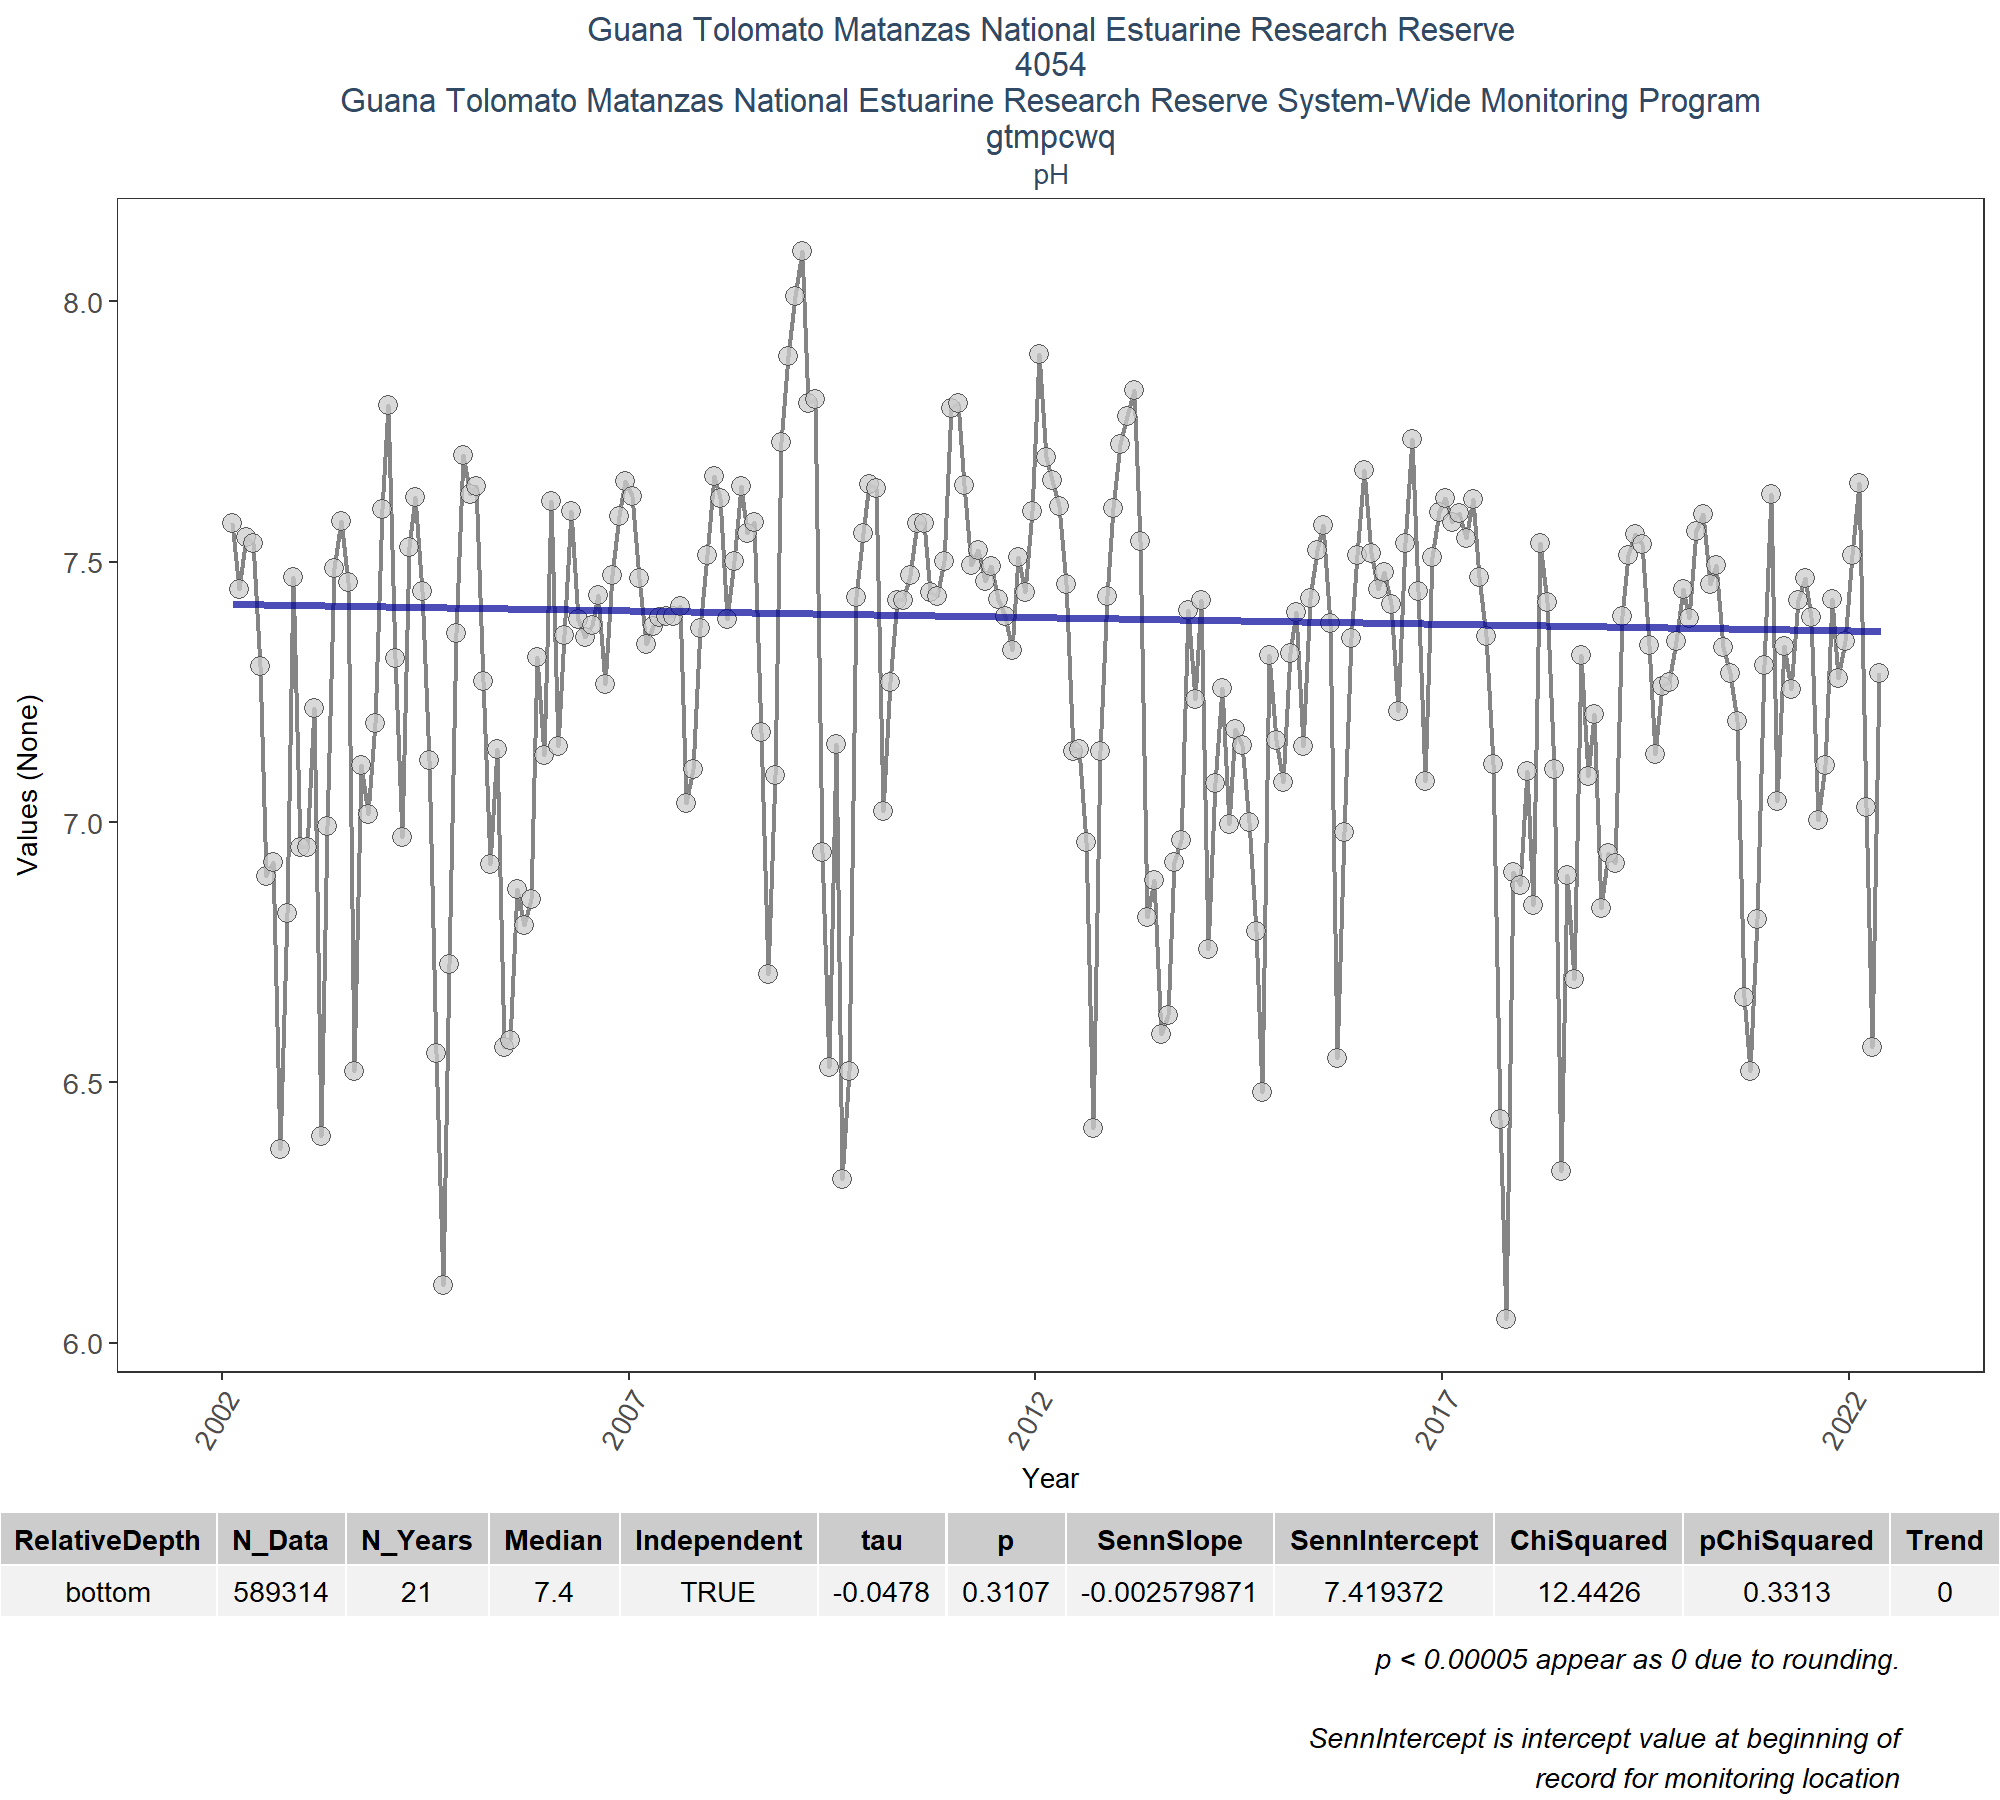 Guana Tolomato Matanzas National Estuarine Research Reserve
4054
Guana Tolomato Matanzas National Estuarine Research Reserve System-Wide Monitoring Program
gtmpcwq
pH
8.0
7.5
7.0
6.5
6.0
Values (None)
2002 2007 2012 2017 2022
Year
RelativeDepth N_Data N_Years Median Independent tau p SennSlope SennIntercept ChiSquared pChiSquared Trend
bottom 589314 21 7.4 TRUE -0.0478 0.3107 -0.002579871 7.419372 12.4426 0.3313 0
p < 0.00005 appear as 0 due to rounding.
SennIntercept is intercept value at beginning of
record for monitoring location